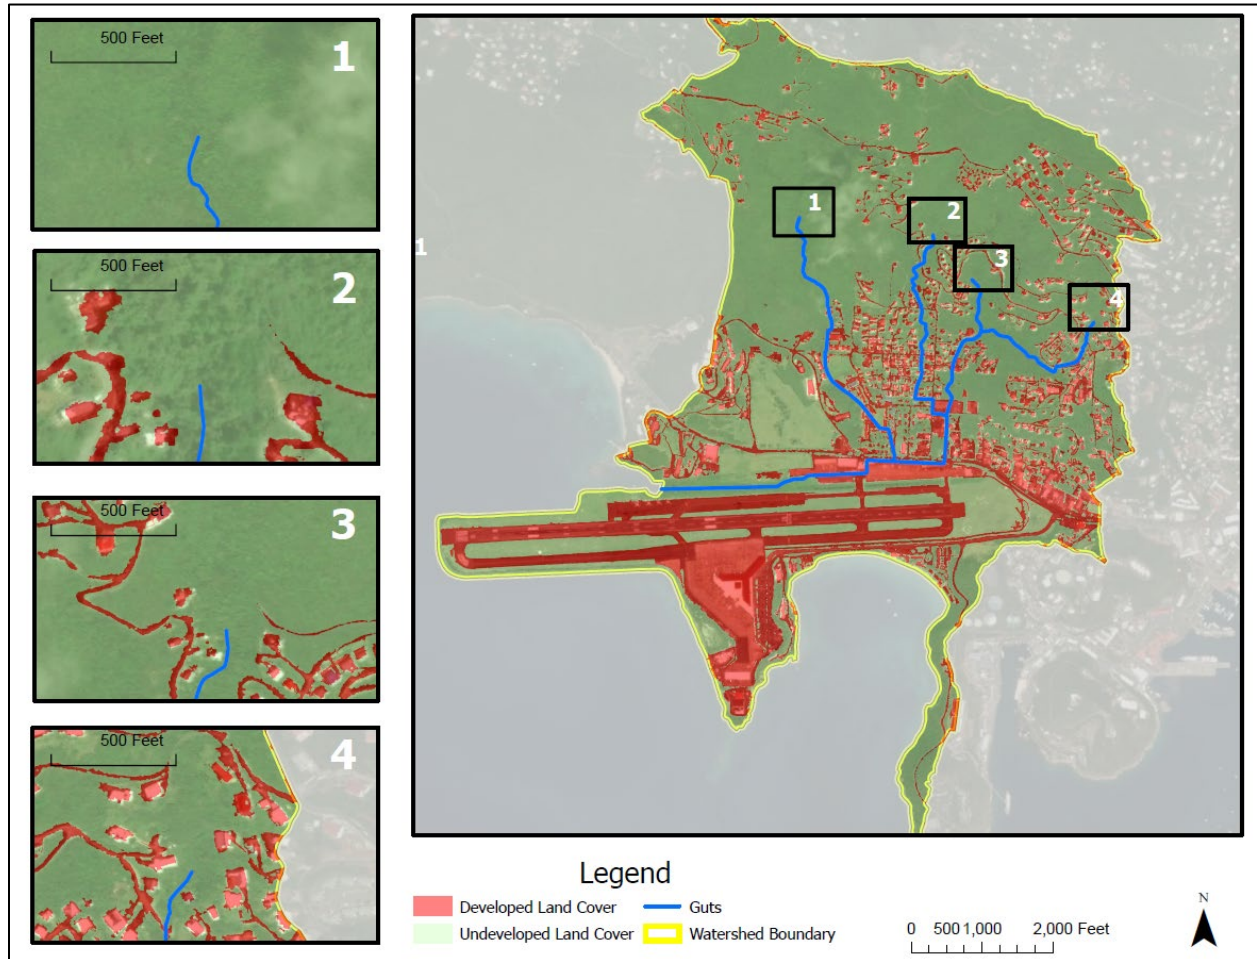 500 Feet
1
500 Feet
2
500 Feet
3
500 Feet
4
1
1
2
3
4
Legend
Developed Land Cover
Guts
Undeveloped Land Cover
Watershed Boundary
0 500 1,000 2,000 Feet
N